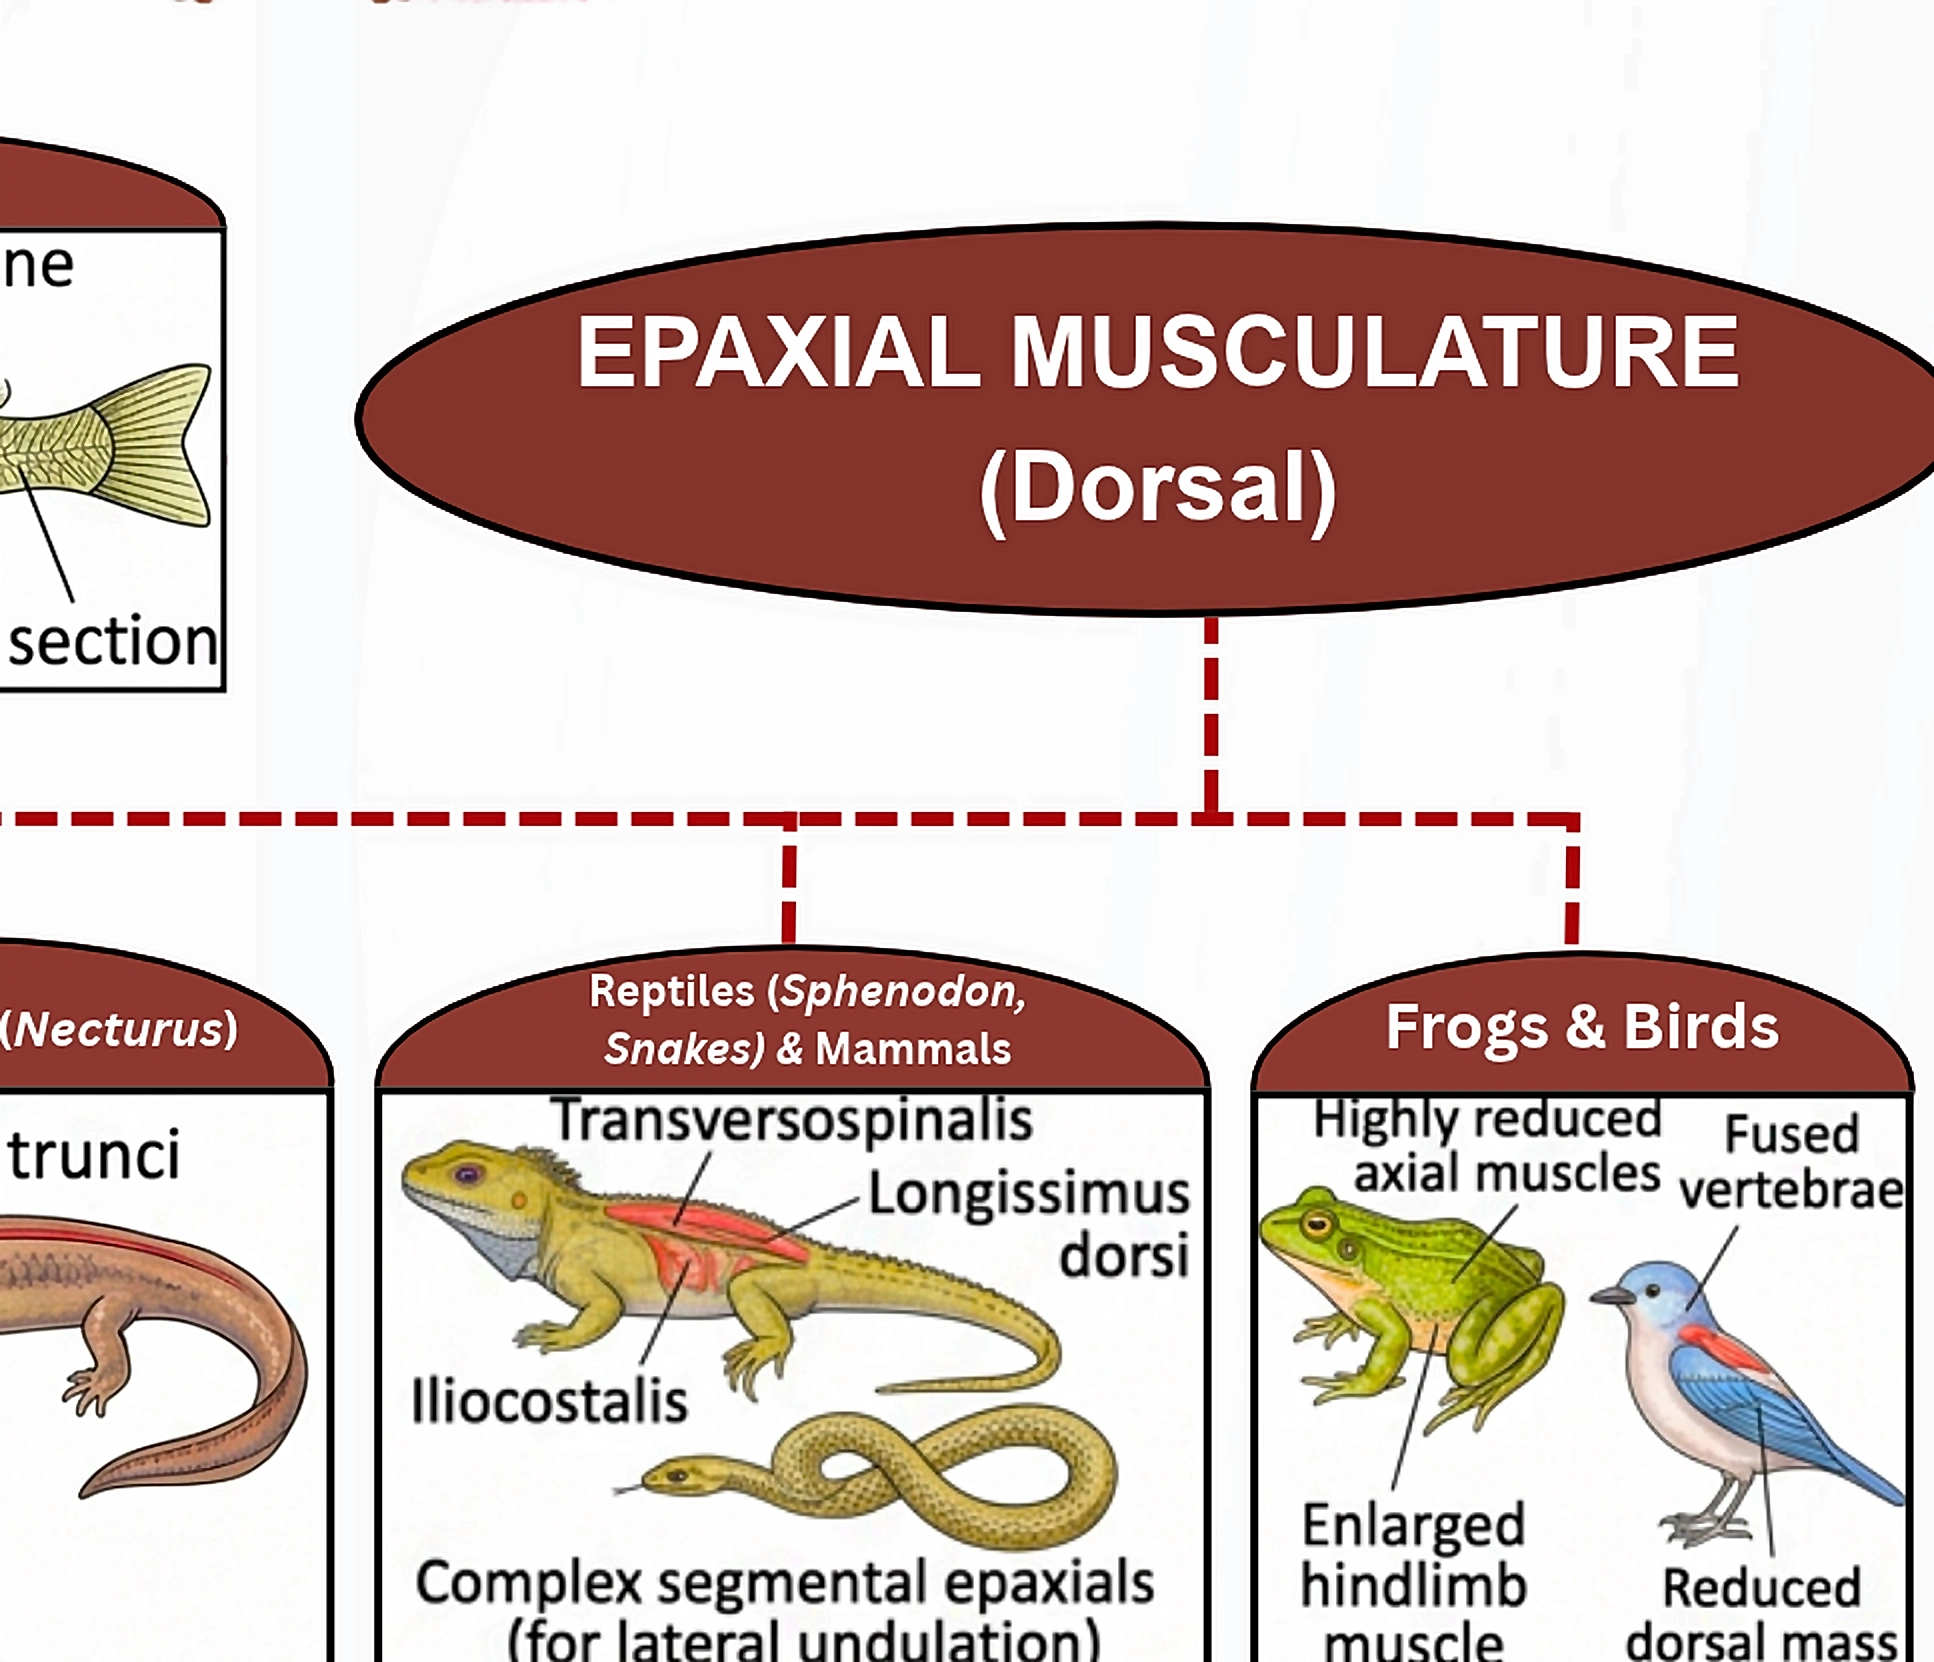 ne
section
EPAXIAL MUSCULATURE
(Dorsal)
(Necturus)
trunci
Reptiles (Sphenodon,
Snakes) & Mammals
Transversospinalis
Longissimus
dorsi
Iliocostalis
Complex segmental epaxials
(for lateral undulation)
Frogs & Birds
Highly reduced
axial muscles
Fused
vertebrae
Enlarged
hindlimb
muscle
Reduced
dorsal mass